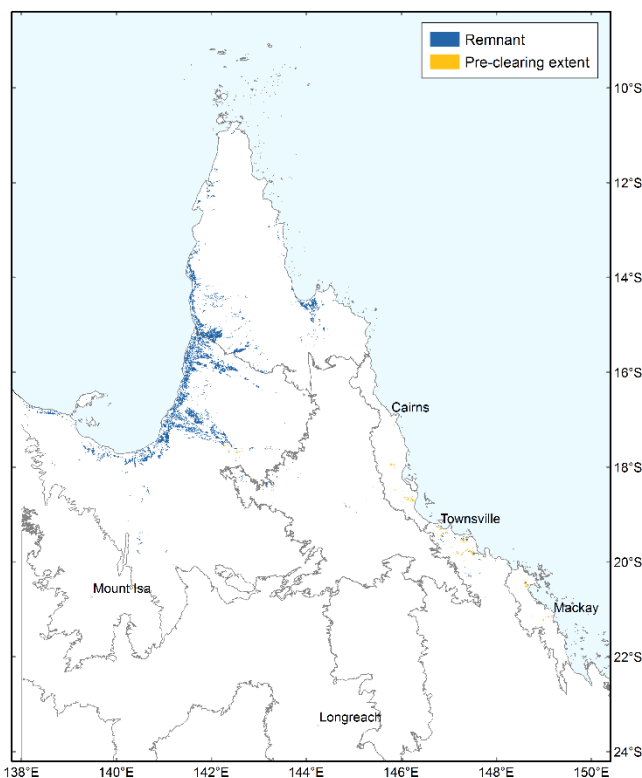 Remnant
Pre-clearing extent
10°S
12°S
14°S
16°S
Cairns
18°S
Townsville
20°S
Mount Isa
Mackay
22°S
Longreach
24°S
138°E
140°E
142°E
144°E
146°E
148°E
150°E